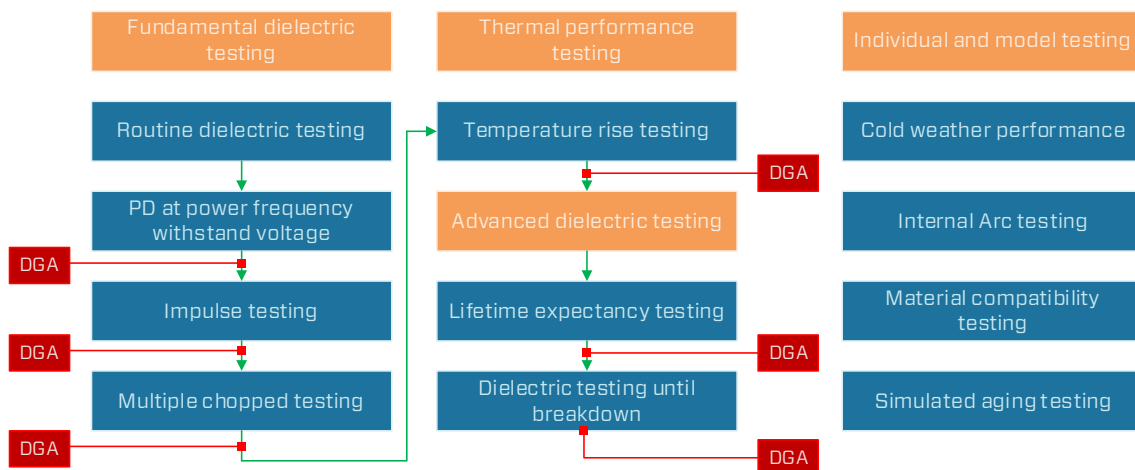 Fundamental dielectric
testing
Routine dielectric testing
PD at power frequency
withstand voltage
DGA
Impulse testing
DGA
Multiple chopped testing
DGA
Thermal performance
testing
Temperature rise testing
DGA
Advanced dielectric testing
Lifetime expectancy testing
DGA
Dielectric testing until
breakdown
DGA
Individual and model testing
Cold weather performance
Internal Arc testing
Material compatibility
testing
Simulated aging testing